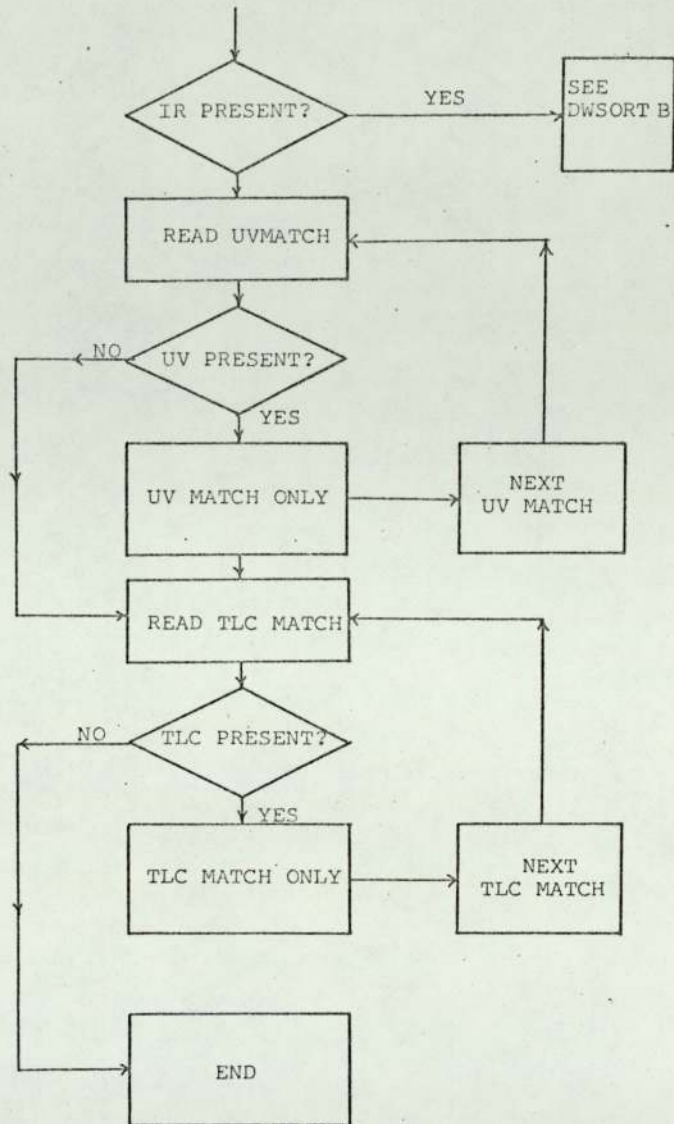 IR PRESENT?
YES
SEE
DWSORT B
READ UVMATCH
NO
UV PRESENT?
YES
UV MATCH ONLY
NEXT
UV MATCH
READ TLC MATCH
NO
TLC PRESENT?
YES
TLC MATCH ONLY
NEXT
TLC MATCH
END